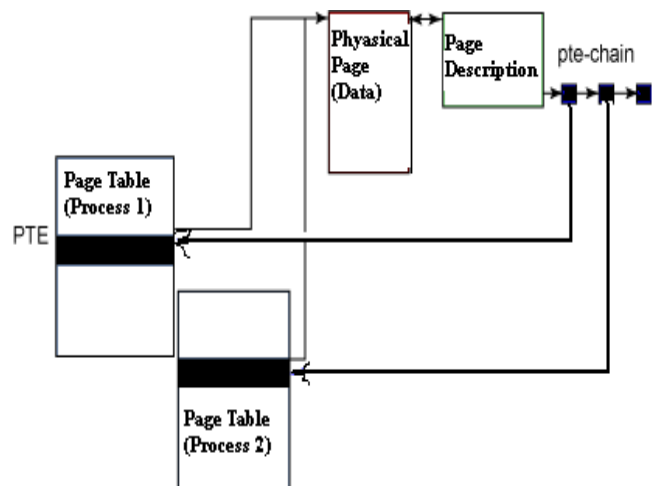 Phyasical
Page
(Data)
Page
Description
pte-chain
Page Table
(Process 1)
PTE
Page Table
(Process 2)